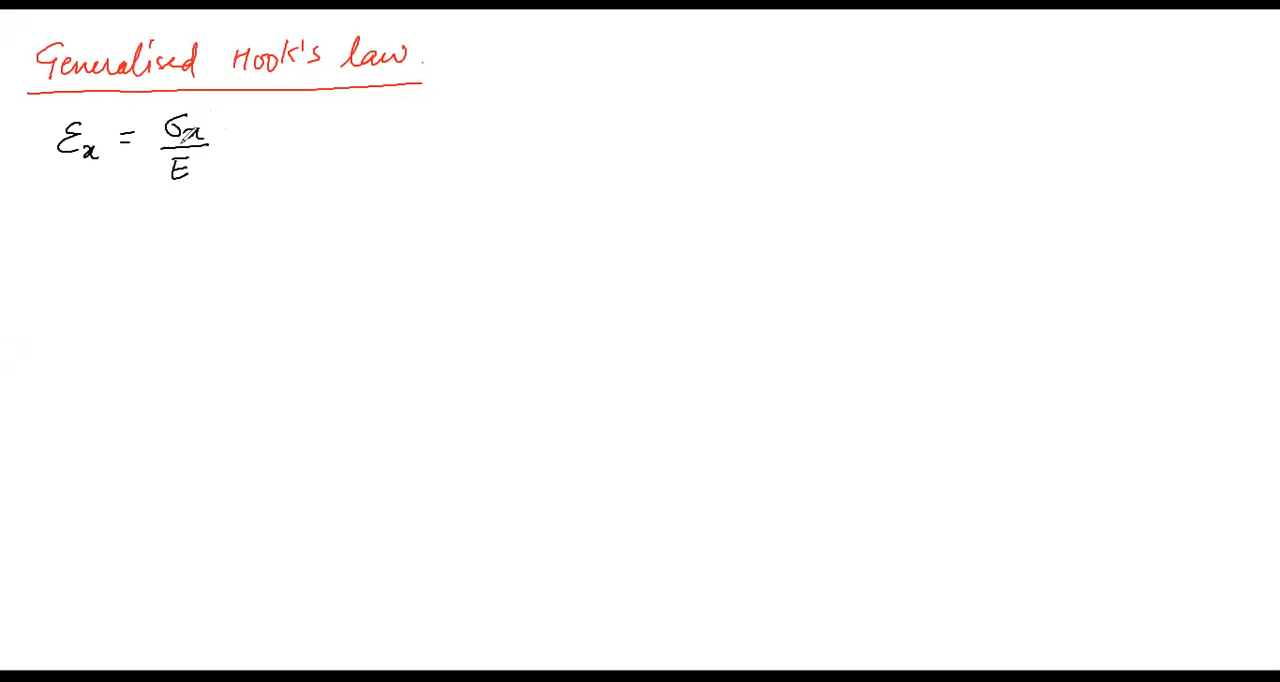 Generalised Hook's law.
εx = σx/E